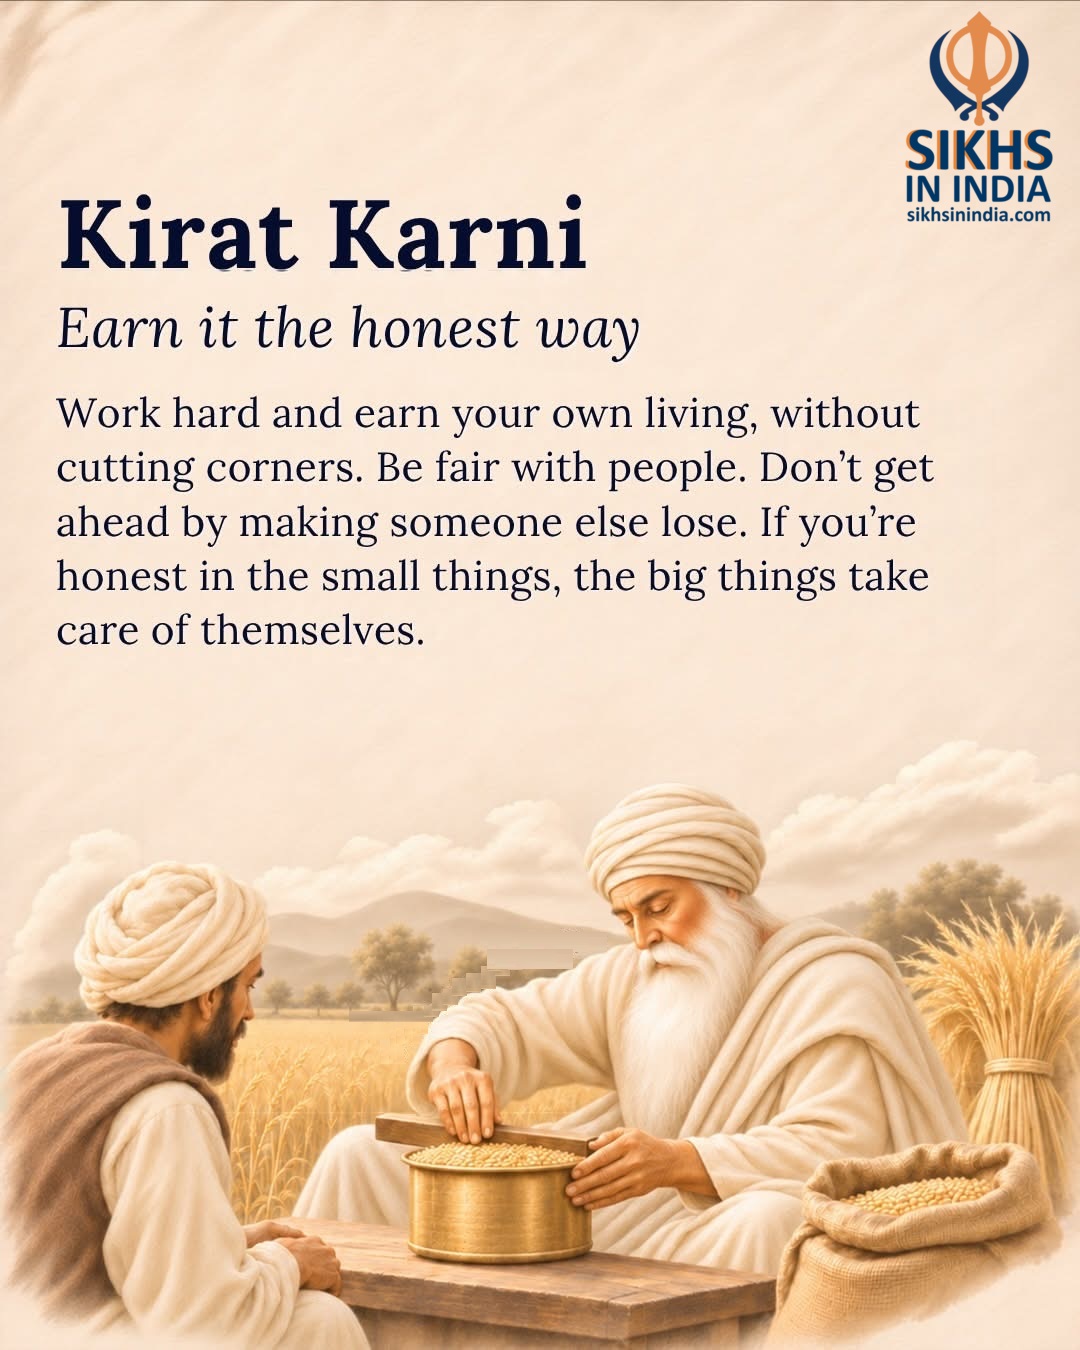 SIKHS
IN INDIA
sikhsinindia.com
Kirat Karni
Earn it the honest way
Work hard and earn your own living, without
cutting corners. Be fair with people. Don’t get
ahead by making someone else lose. If you’re
honest in the small things, the big things take
care of themselves.